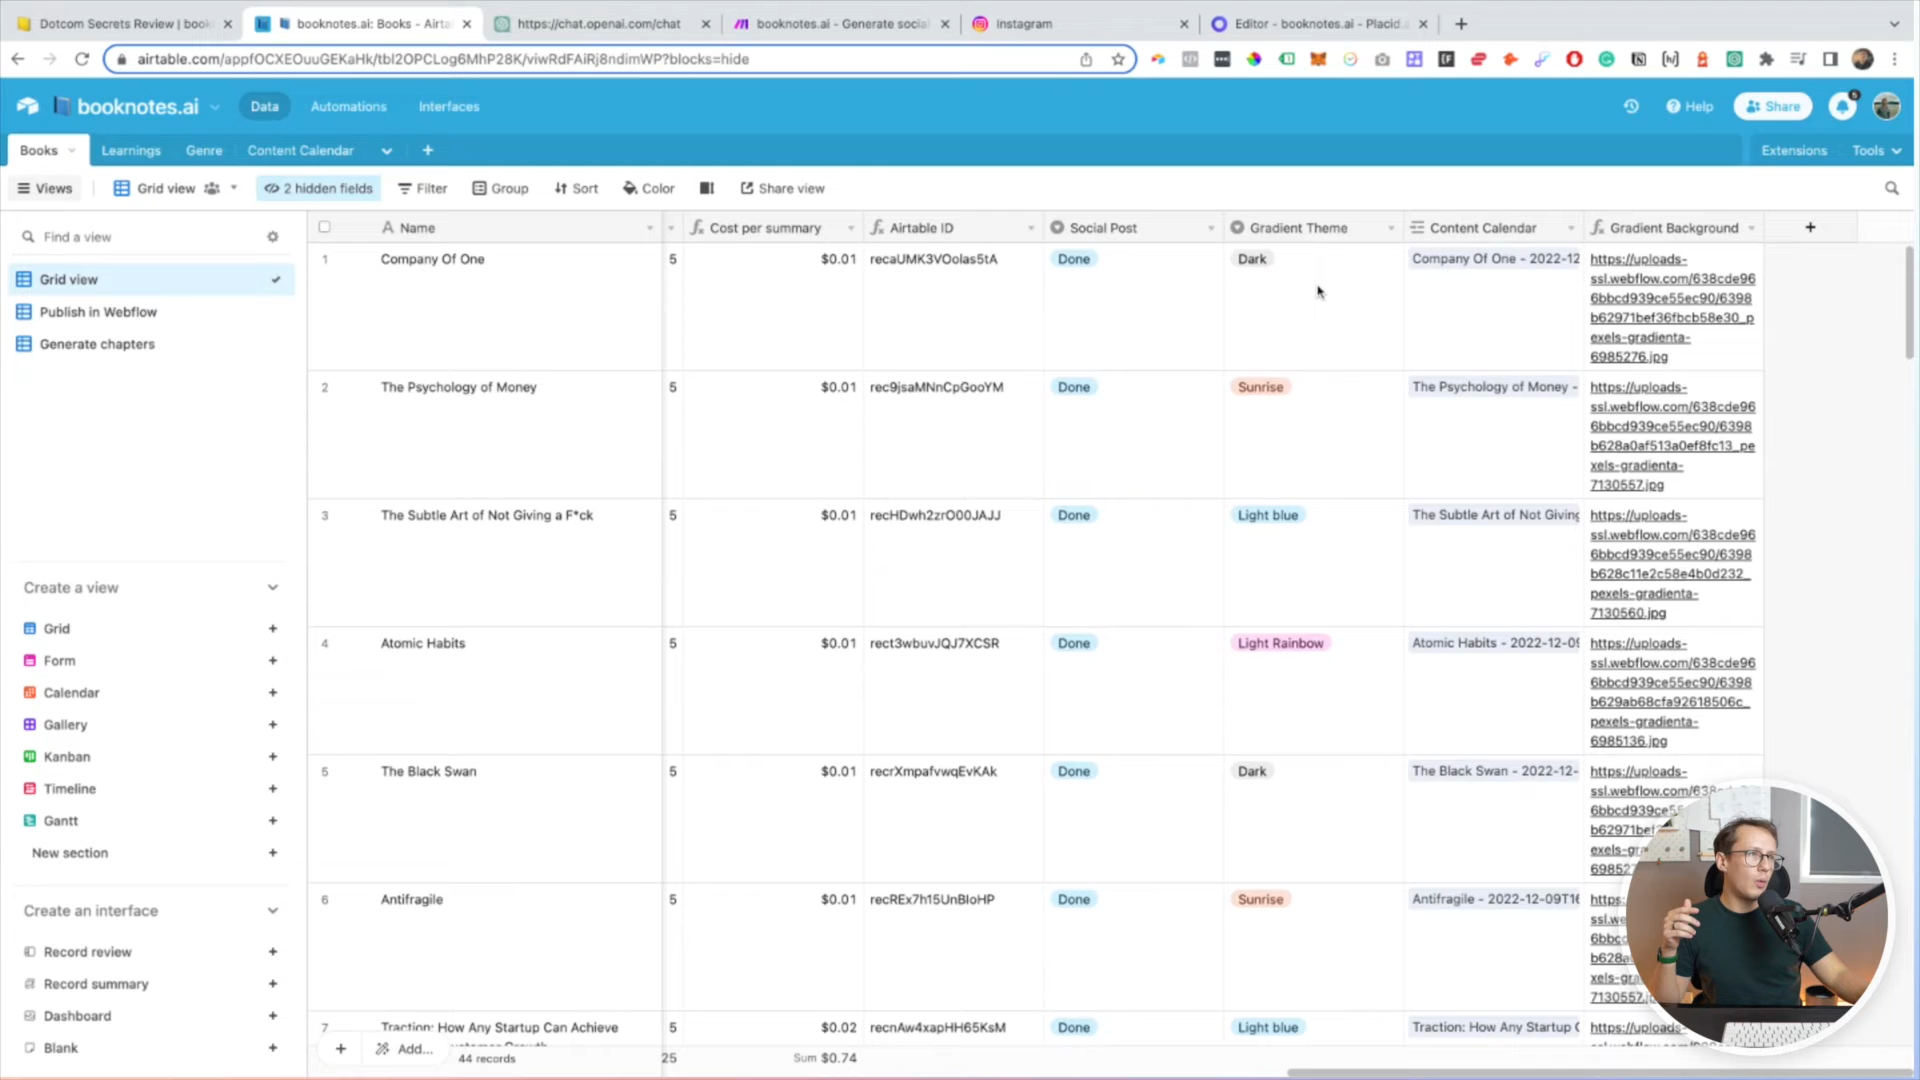 Dotcom Secrets Review | book
booknotes.ai: Books - Airta
https://chat.openai.com/chat
booknotes.ai - Generate social
Instagram
Editor - booknotes.ai - Placid.
airtable.com/appfOCXEOuuGEKaHk/tbl2OPCLog6MhP28K/viwRdFAiRj8ndimWP?blocks=hide
booknotes.ai
Data
Automations
Interfaces
Help
Share
Books
Learnings
Genre
Content Calendar
Extensions
Tools
Views
Grid view
2 hidden fields
Filter
Group
Sort
Color
Share view
Find a view
Grid view
Publish in Webflow
Generate chapters
Create a view
Grid
Form
Calendar
Gallery
Kanban
Timeline
Gantt
New section
Create an interface
Record review
Record summary
Dashboard
Blank
Name
Cost per summary
Airtable ID
Social Post
Gradient Theme
Content Calendar
Gradient Background
1 Company Of One 5 $0.01 recaUMK3VOolas5tA Done Dark Company Of One - 2022-12
https://uploads-
ssl.webflow.com/638cde96
6bbcd939ce55ec90/6398
b62971bef36fbcb58e30_p
exels-gradienta-
6985276.jpg
2 The Psychology of Money 5 $0.01 rec9jsaMNnCpGooYM Done Sunrise The Psychology of Money -
https://uploads-
ssl.webflow.com/638cde96
6bbcd939ce55ec90/6398
b628a0af513a0ef8fc13_pe
xels-gradienta-
7130557.jpg
3 The Subtle Art of Not Giving a F*ck 5 $0.01 recHDwh2zrO00JAJJ Done Light blue The Subtle Art of Not Giving
https://uploads-
ssl.webflow.com/638cde96
6bbcd939ce55ec90/6398
b628c11e2c58e4b0d232_
pexels-gradienta-
7130560.jpg
4 Atomic Habits 5 $0.01 rect3wbuvJQJ7XCSR Done Light Rainbow Atomic Habits - 2022-12-09
https://uploads-
ssl.webflow.com/638cde96
6bbcd939ce55ec90/6398
b629ab68cfa92618506c_
pexels-gradienta-
6985136.jpg
5 The Black Swan 5 $0.01 recrXmpafvwqEvKAk Done Dark The Black Swan - 2022-12-
https://uploads-
6 Antifragile 5 $0.01 recREx7h15UnBIoHP Done Sunrise Antifragile - 2022-12-09T16
7 Traction: How Any Startup Can Achieve 5 $0.02 recnAw4xapHH65KsM Done Light blue Traction: How Any Startup
Add...
44 records
25
Sum $0.74